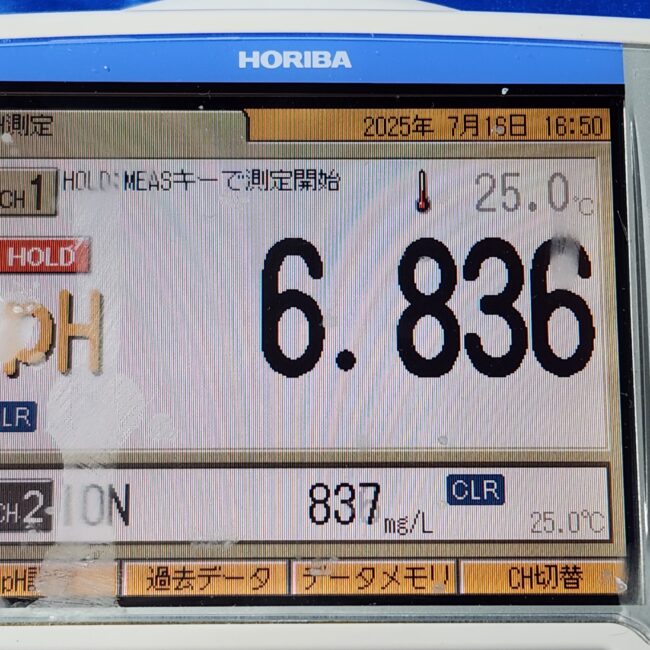 HORIBA
測定
2025年 7月16日 16:50
CH1
HOLD:MEASキーで測定開始
25.0℃
HOLD
pH
6.836
CLR
CH2
ION
837mg/L
CLR
25.0℃
過去データ
データメモリ
CH切替